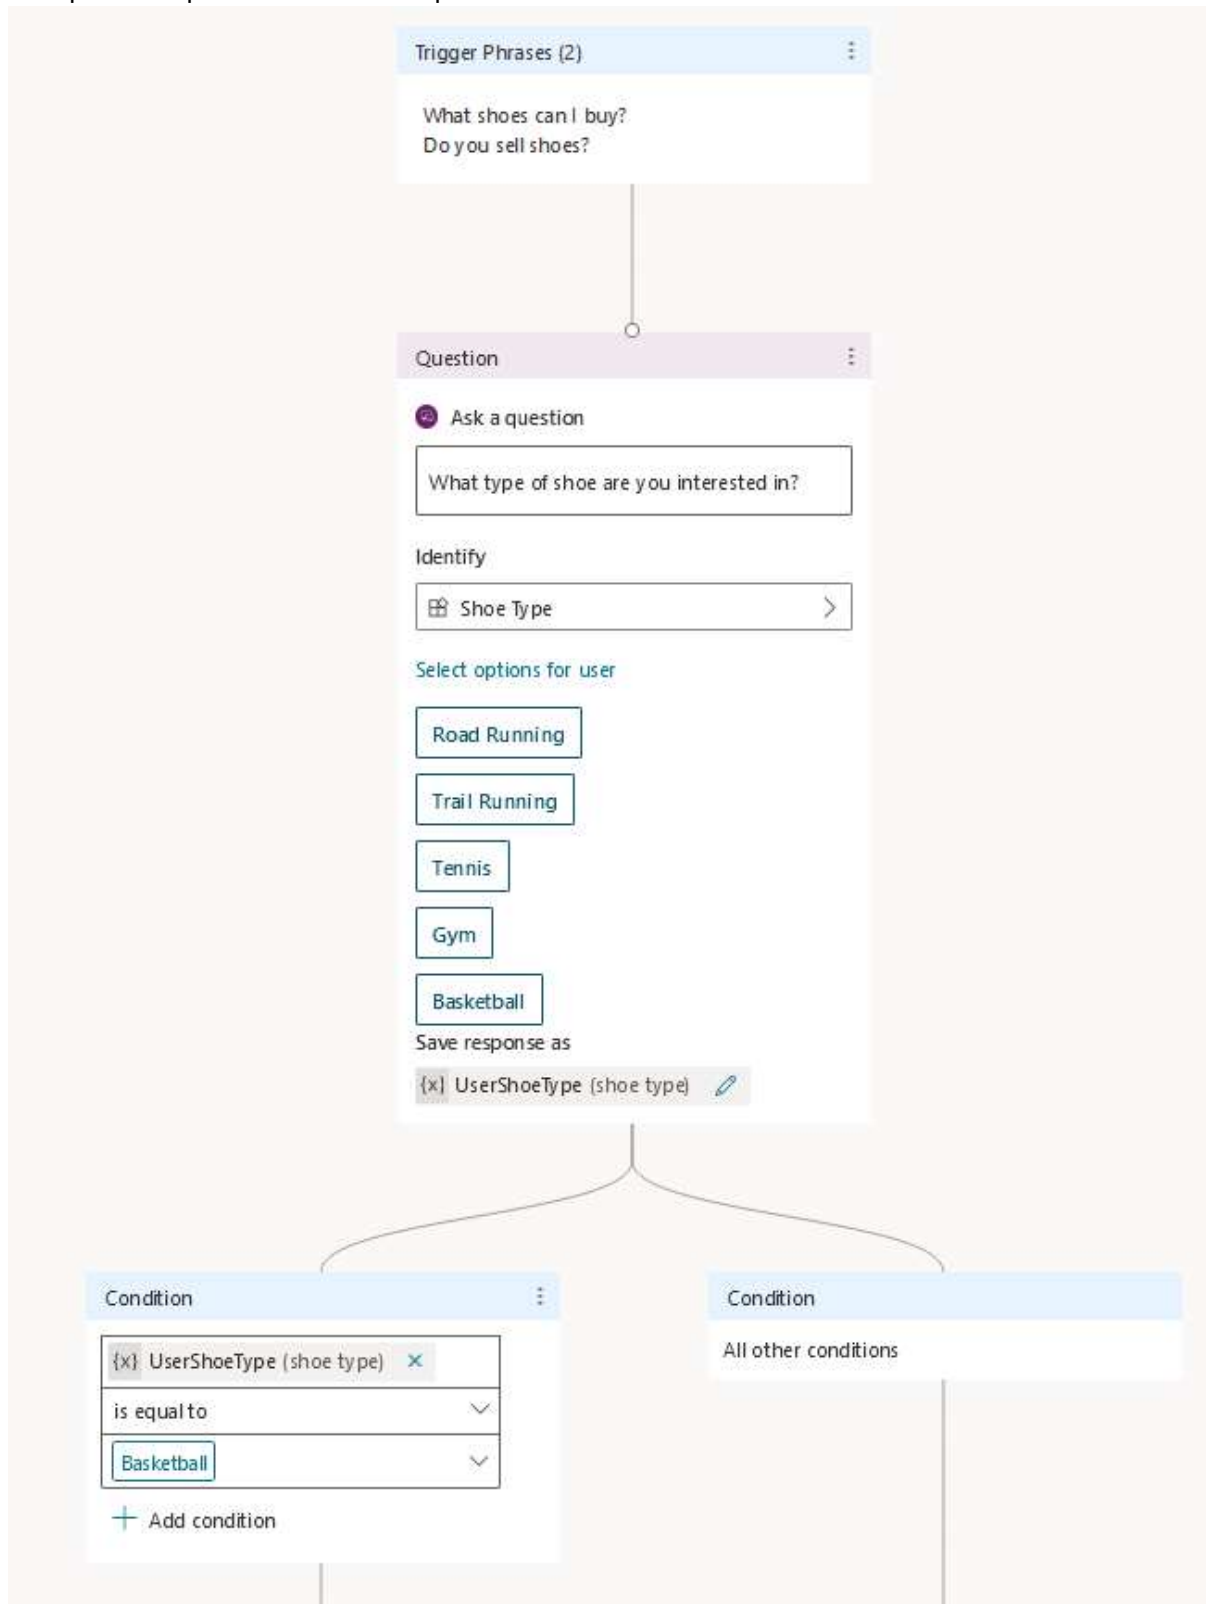 Trigger Phrases (2)
What shoes can I buy?
Do you sell shoes?
Question
Ask a question
What type of shoe are you interested in?
Identify
Shoe Type
Select options for user
Road Running
Trail Running
Tennis
Gym
Basketball
Save response as
{x} UserShoeType (shoe type)
Condition
{x} UserShoeType (shoe type)
is equal to
Basketball
Add condition
Condition
All other conditions